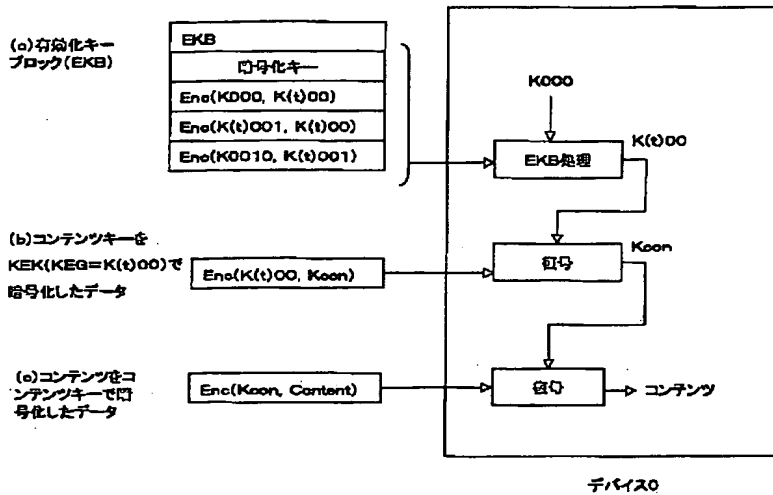 (a)有効化キー
ブロック(EKB)
EKB
暗号化キー
Enc(K000, K(t)00)
Enc(K(t)001, K(t)00)
Enc(K0010, K(t)001)
K000
EKB処理
K(t)00
(b)コンテンツキーを
KEK(KEG=K(t)00)で
暗号化したデータ
Enc(K(t)00, Kcon)
復号
Kcon
(c)コンテンツをコ
ンテンツキーで暗
号化したデータ
Enc(Kcon, Content)
復号
コンテンツ
デバイス0